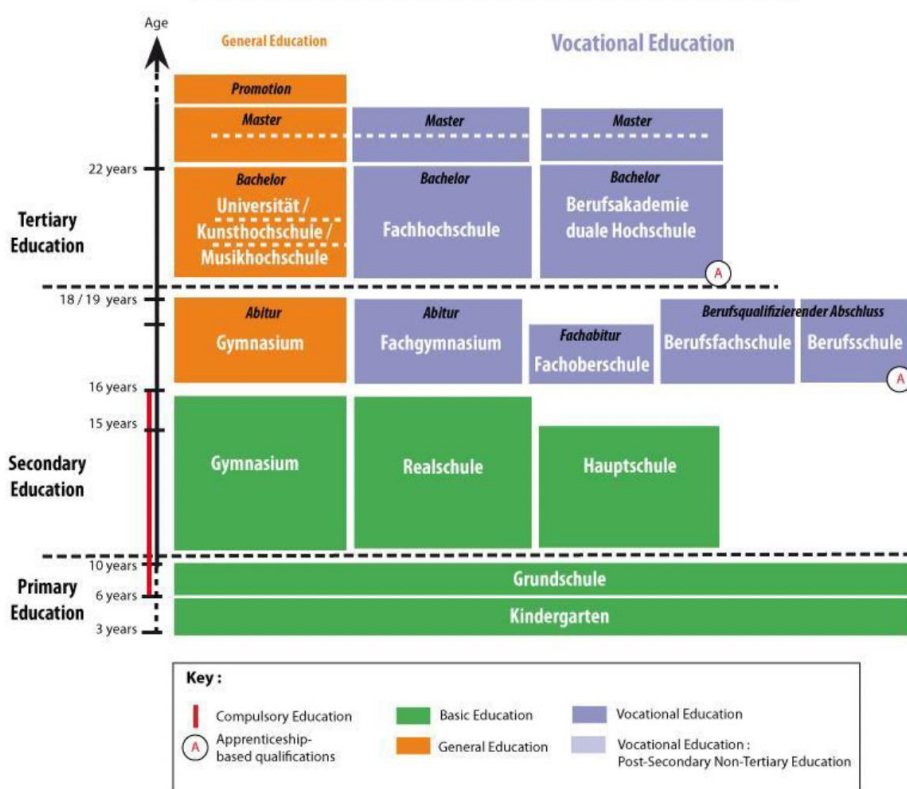 Age
General Education
Vocational Education
Promotion
Master
Master
Master
22 years
Bachelor
Bachelor
Bachelor
Tertiary
Education
Universität /
Kunsthochschule /
Musikhochschule
Fachhochschule
Berufsakademie
duale Hochschule
A
18 / 19 years
Abitur
Gymnasium
Abitur
Fachgymnasium
Fachabitur
Fachoberschule
Berufsqualifizierender Abschluss
Berufsfachschule
Berufsschule
A
16 years
15 years
Secondary
Education
Gymnasium
Realschule
Hauptschule
10 years
Primary
Education
Grundschule
6 years
Kindergarten
3 years
Key :
Compulsory Education
A
Apprenticeship-
based qualifications
Basic Education
General Education
Vocational Education
Vocational Education :
Post-Secondary Non-Tertiary Education